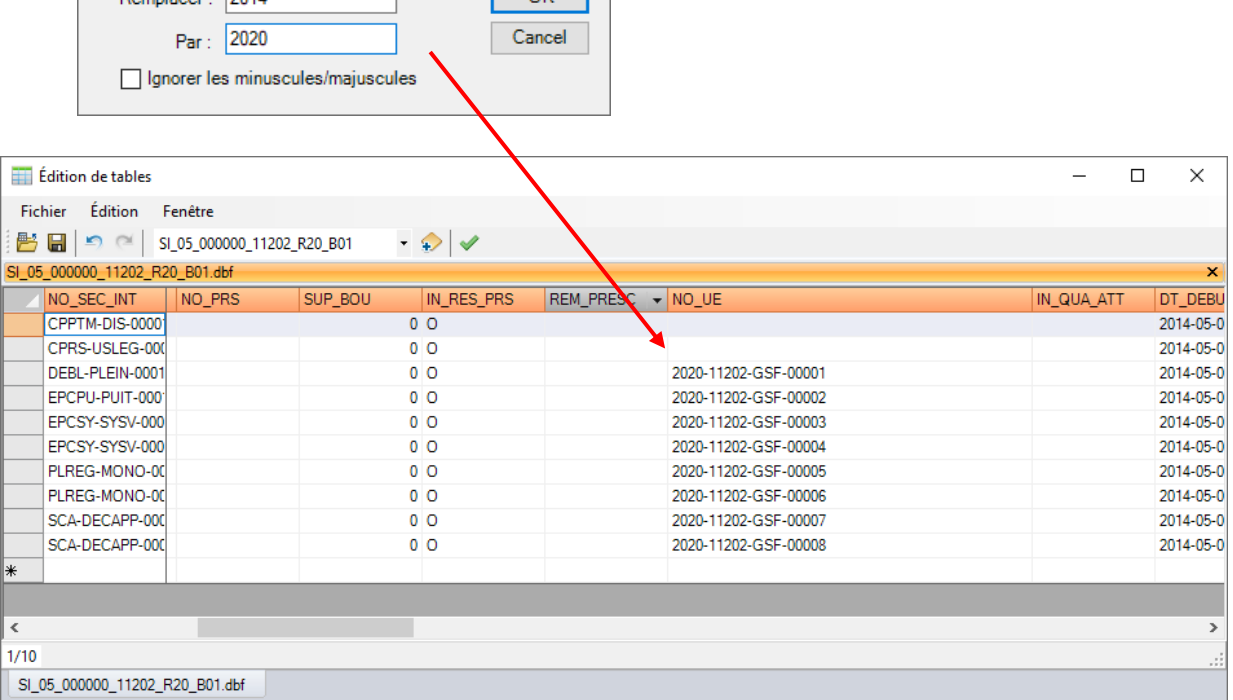 Remplacer : 2014 OK
Par : 2020 Cancel
Ignorer les minuscules/majuscules
Édition de tables
Fichier Édition Fenêtre
SI_05_000000_11202_R20_B01
SI_05_000000_11202_R20_B01.dbf
NO_SEC_INT NO_PRS SUP_BOU IN_RES_PRS REM_PRESC NO_UE IN_QUA_ATT DT_DEBU
CPPTM-DIS-0000 0 O 2014-05-0
CPRS-USLEG-000 0 O 2014-05-0
DEBL-PLEIN-0001 0 O 2020-11202-GSF-00001 2014-05-0
EPCPU-PUIT-000 0 O 2020-11202-GSF-00002 2014-05-0
EPCSY-SYSV-000 0 O 2020-11202-GSF-00003 2014-05-0
EPCSY-SYSV-000 0 O 2020-11202-GSF-00004 2014-05-0
PLREG-MONO-00 0 O 2020-11202-GSF-00005 2014-05-0
PLREG-MONO-00 0 O 2020-11202-GSF-00006 2014-05-0
SCA-DECAPP-000 0 O 2020-11202-GSF-00007 2014-05-0
SCA-DECAPP-000 0 O 2020-11202-GSF-00008 2014-05-0
1/10
SI_05_000000_11202_R20_B01.dbf